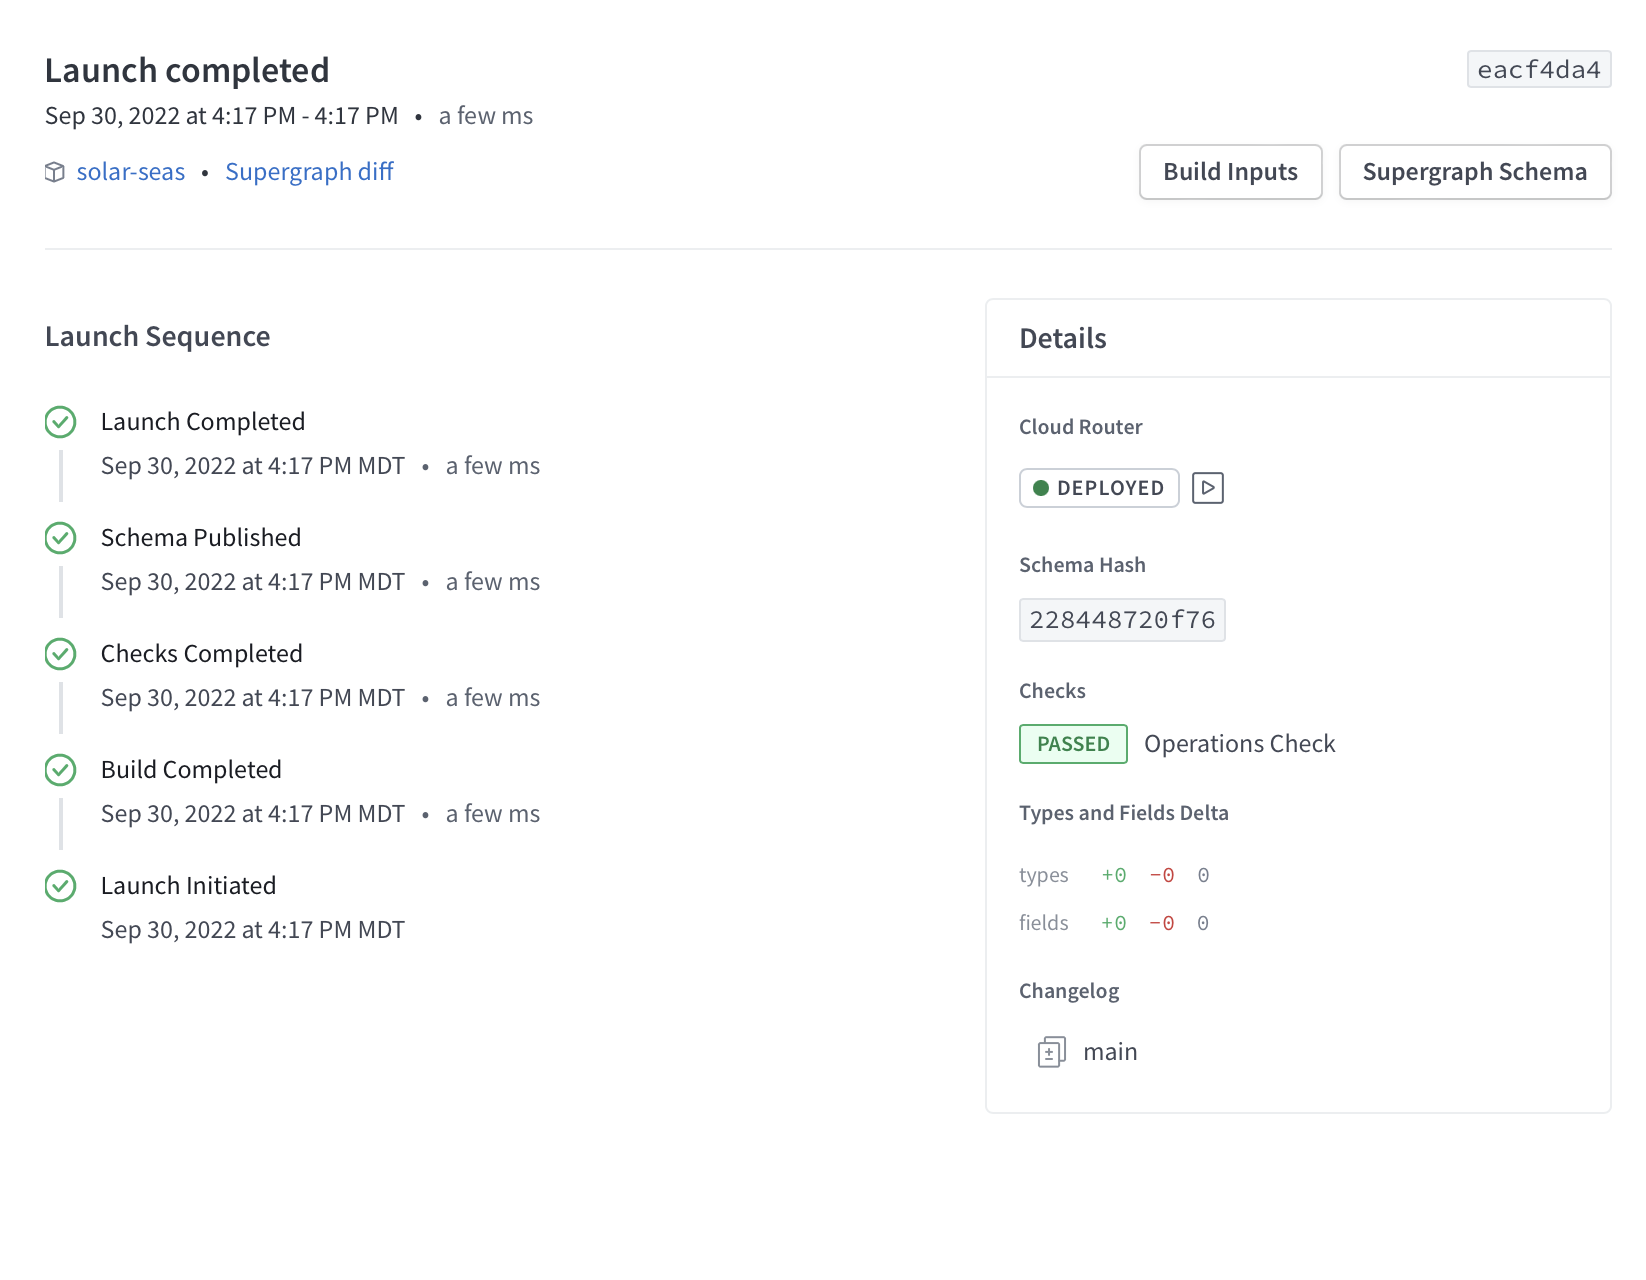 Launch completed
eacf4da4
Sep 30, 2022 at 4:17 PM - 4:17 PM • a few ms
solar-seas • Supergraph diff
Build Inputs
Supergraph Schema
Launch Sequence
Launch Completed
Sep 30, 2022 at 4:17 PM MDT • a few ms
Schema Published
Sep 30, 2022 at 4:17 PM MDT • a few ms
Checks Completed
Sep 30, 2022 at 4:17 PM MDT • a few ms
Build Completed
Sep 30, 2022 at 4:17 PM MDT • a few ms
Launch Initiated
Sep 30, 2022 at 4:17 PM MDT
Details
Cloud Router
DEPLOYED
Schema Hash
228448720f76
Checks
PASSED Operations Check
Types and Fields Delta
types +0 −0 0
fields +0 −0 0
Changelog
main